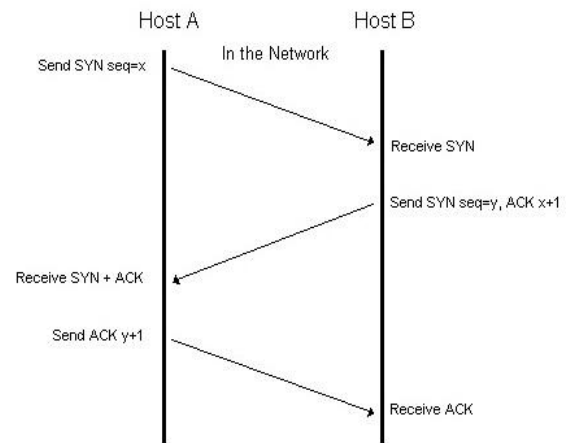 Host A
Host B
In the Network
Send SYN seq=x
Receive SYN
Send SYN seq=y, ACK x+1
Receive SYN + ACK
Send ACK y+1
Receive ACK